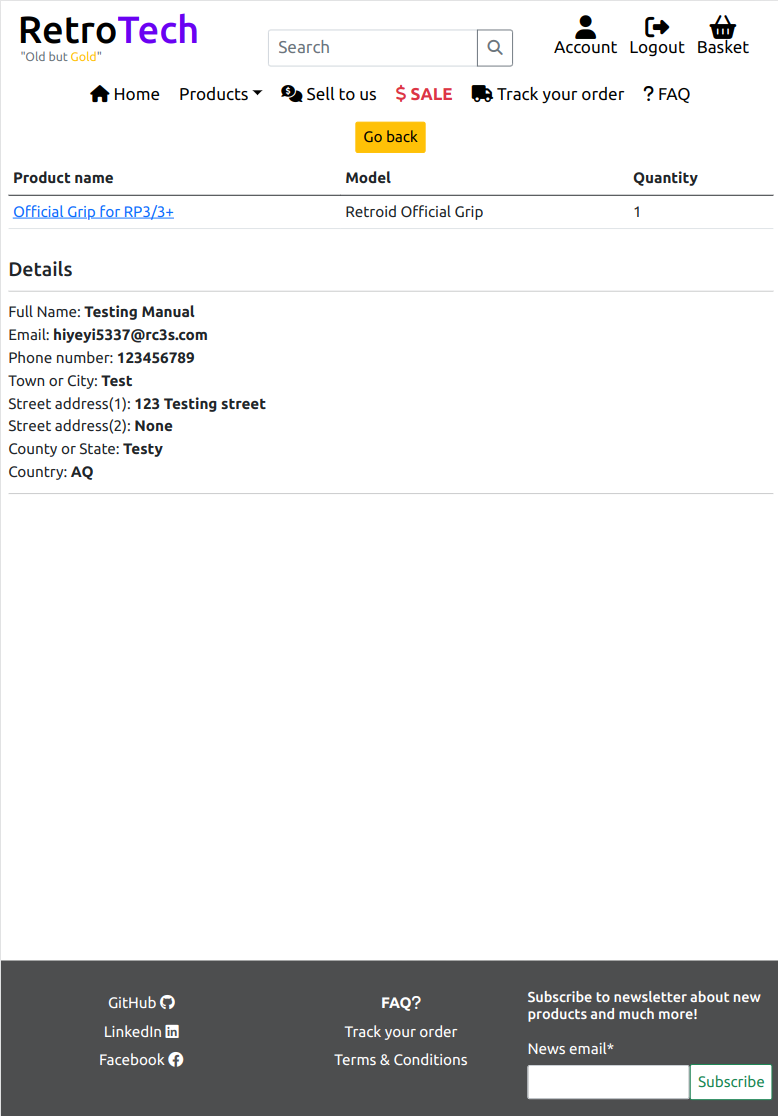 RetroTech
"Old but Gold"
Search
Account Logout Basket
Home Products Sell to us $ SALE Track your order ? FAQ
Go back
Product name Model Quantity
Official Grip for RP3/3+ Retroid Official Grip 1
Details
Full Name: Testing Manual
Email: hiyeyi5337@rc3s.com
Phone number: 123456789
Town or City: Test
Street address(1): 123 Testing street
Street address(2): None
County or State: Testy
Country: AQ
GitHub
LinkedIn
Facebook
FAQ?
Track your order
Terms & Conditions
Subscribe to newsletter about new
products and much more!
News email*
Subscribe